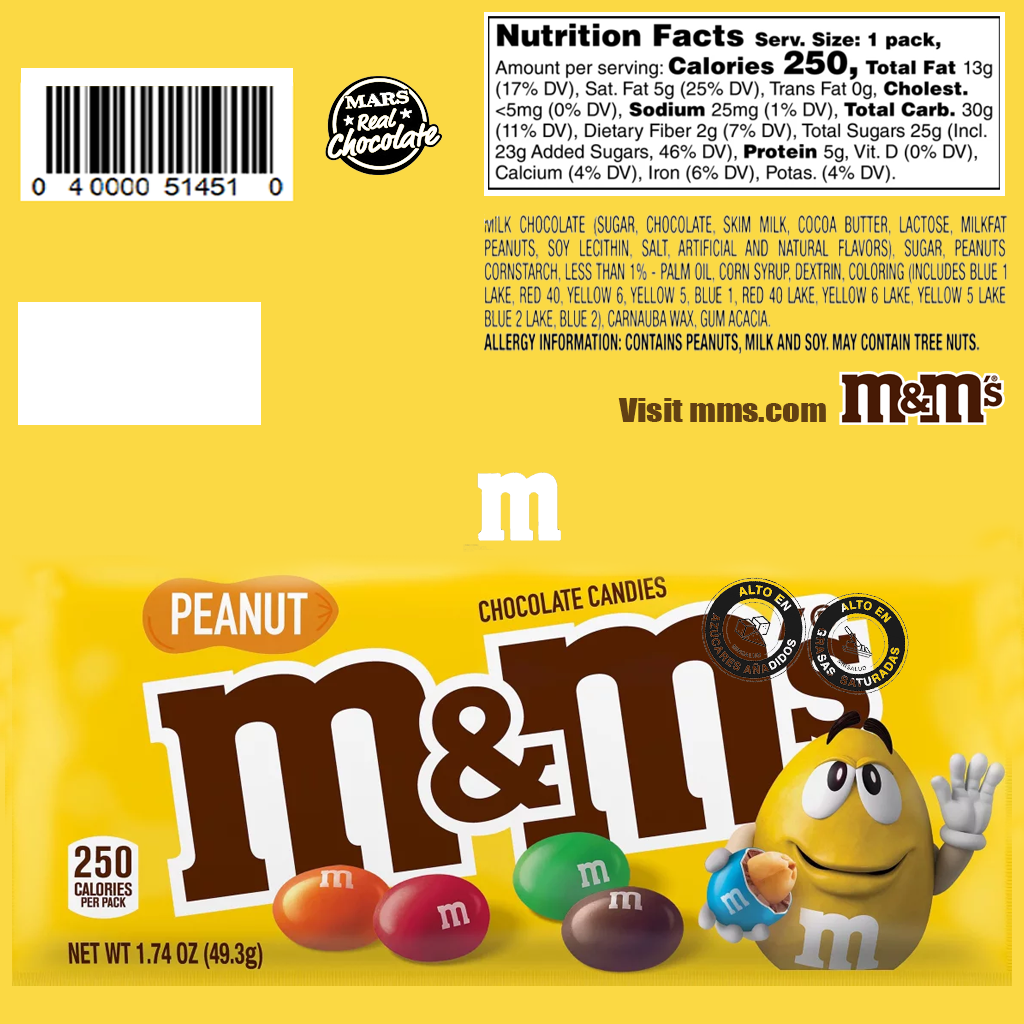 Nutrition Facts Serv. Size: 1 pack,
Amount per serving: Calories 250, Total Fat 13g
(17% DV), Sat. Fat 5g (25% DV), Trans Fat 0g, Cholest.
<5mg (0% DV), Sodium 25mg (1% DV), Total Carb. 30g
(11% DV), Dietary Fiber 2g (7% DV), Total Sugars 25g (Incl.
23g Added Sugars, 46% DV), Protein 5g, Vit. D (0% DV),
Calcium (4% DV), Iron (6% DV), Potas. (4% DV).
0 40000 51451 0
MARS
Real
Chocolate
MILK CHOCOLATE (SUGAR, CHOCOLATE, SKIM MILK, COCOA BUTTER, LACTOSE, MILKFAT
PEANUTS, SOY LECITHIN, SALT, ARTIFICIAL AND NATURAL FLAVORS), SUGAR, PEANUTS
CORNSTARCH, LESS THAN 1% - PALM OIL, CORN SYRUP, DEXTRIN, COLORING (INCLUDES BLUE 1
LAKE, RED 40, YELLOW 6, YELLOW 5, BLUE 1, RED 40 LAKE, YELLOW 6 LAKE, YELLOW 5 LAKE
BLUE 2 LAKE, BLUE 2), CARNAUBA WAX, GUM ACACIA.
ALLERGY INFORMATION: CONTAINS PEANUTS, MILK AND SOY. MAY CONTAIN TREE NUTS.
Visit mms.com m&m's®
m
PEANUT
CHOCOLATE CANDIES
ALTO EN
AZÚCARES AÑADIDOS
ALTO EN
GRASAS SATURADAS
m&m's
250
CALORIES
PER PACK
m
m
m
m
m
m
NET WT 1.74 OZ (49.3g)